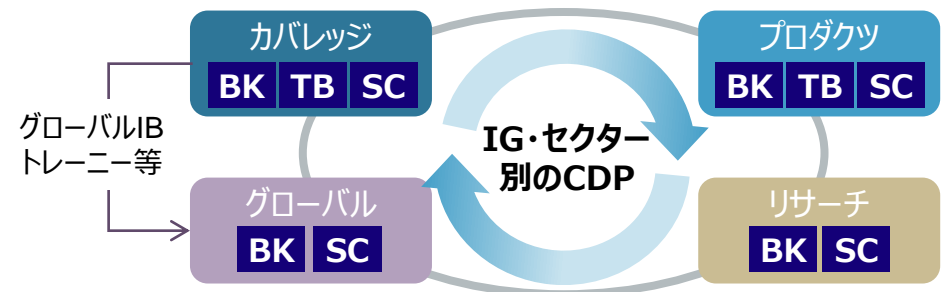 カバレッジ
BK TB SC
プロダクツ
BK TB SC
グローバルIB
トレーニー等
IG・セクター
別のCDP
グローバル
BK SC
リサーチ
BK SC